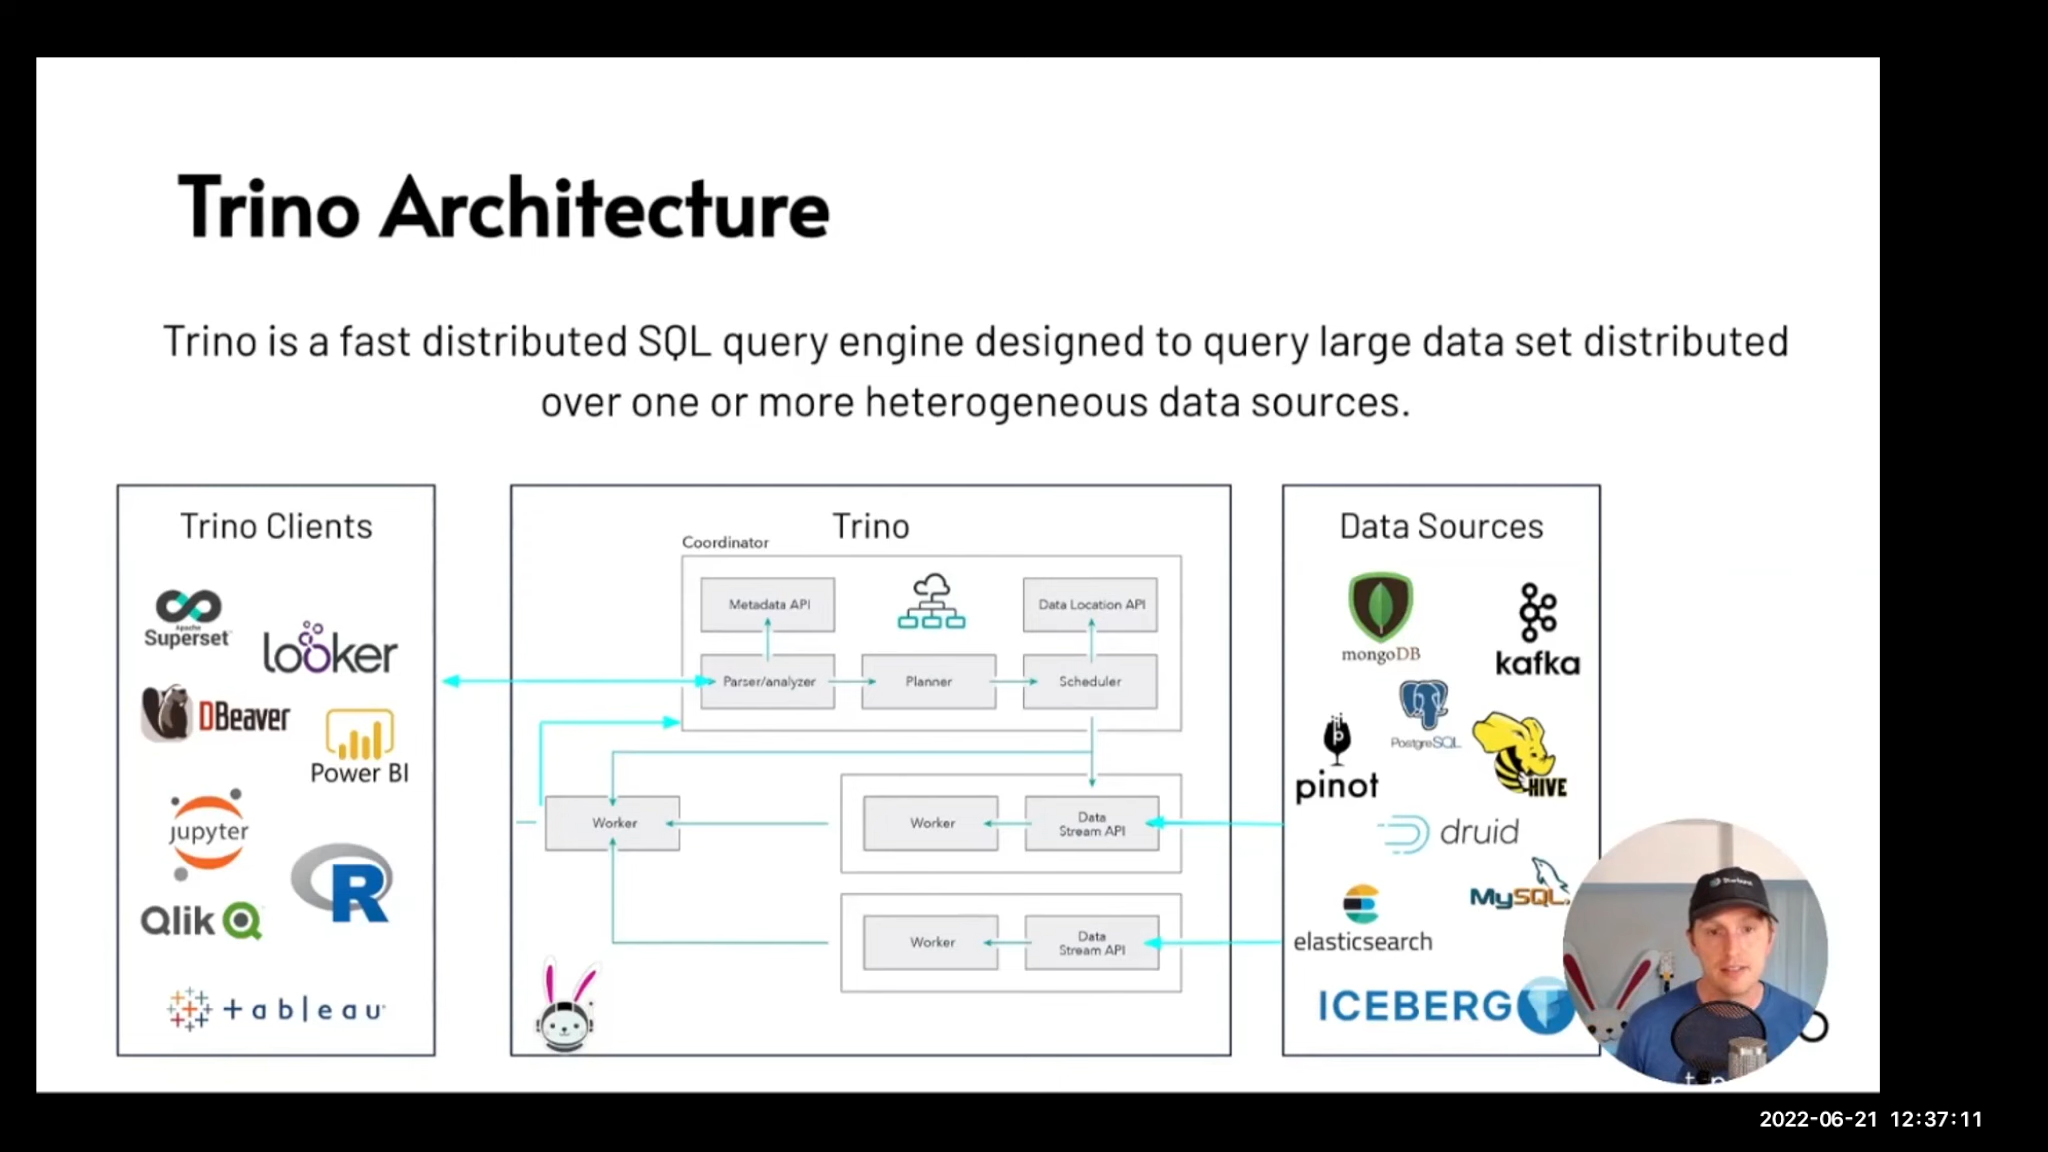 Trino Architecture
Trino is a fast distributed SQL query engine designed to query large data set distributed
over one or more heterogeneous data sources.
Trino Clients
Apache
Superset
looker
DBeaver
Power BI
jupyter
R
Qlik
+ableau
Trino
Coordinator
Metadata API
Data Location API
Parser/analyzer
Planner
Scheduler
Worker
Worker
Data
Stream API
Worker
Data
Stream API
Data Sources
mongoDB
kafka
PostgreSQL
pinot
HIVE
druid
MySQL
elasticsearch
ICEBERG
2022-06-21 12:37:11